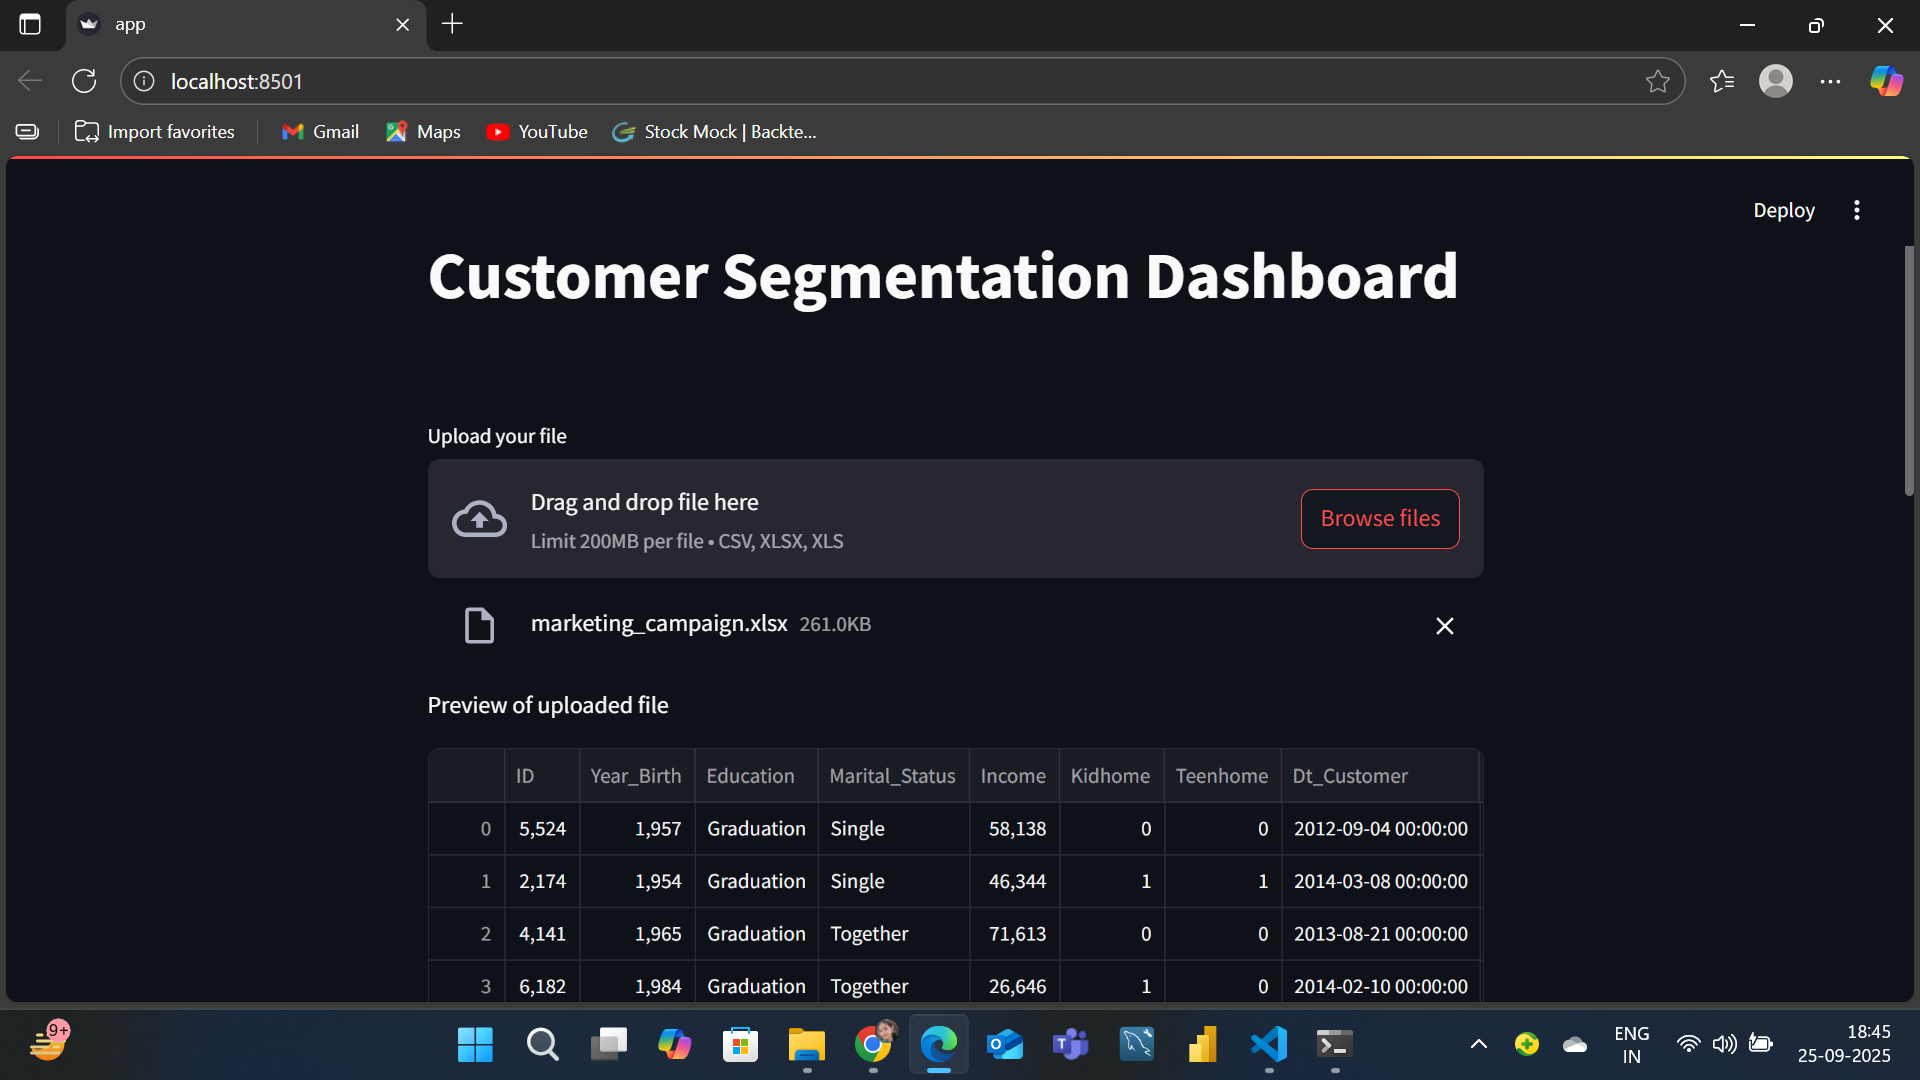 app
localhost:8501
Import favorites Gmail Maps YouTube Stock Mock | Backte...
Deploy
Customer Segmentation Dashboard
Upload your file
Drag and drop file here
Limit 200MB per file • CSV, XLSX, XLS
Browse files
marketing_campaign.xlsx 261.0KB
Preview of uploaded file
ID Year_Birth Education Marital_Status Income Kidhome Teenhome Dt_Customer
0 5,524 1,957 Graduation Single 58,138 0 0 2012-09-04 00:00:00
1 2,174 1,954 Graduation Single 46,344 1 1 2014-03-08 00:00:00
2 4,141 1,965 Graduation Together 71,613 0 0 2013-08-21 00:00:00
3 6,182 1,984 Graduation Together 26,646 1 0 2014-02-10 00:00:00
9+
ENG
IN
18:45
25-09-2025